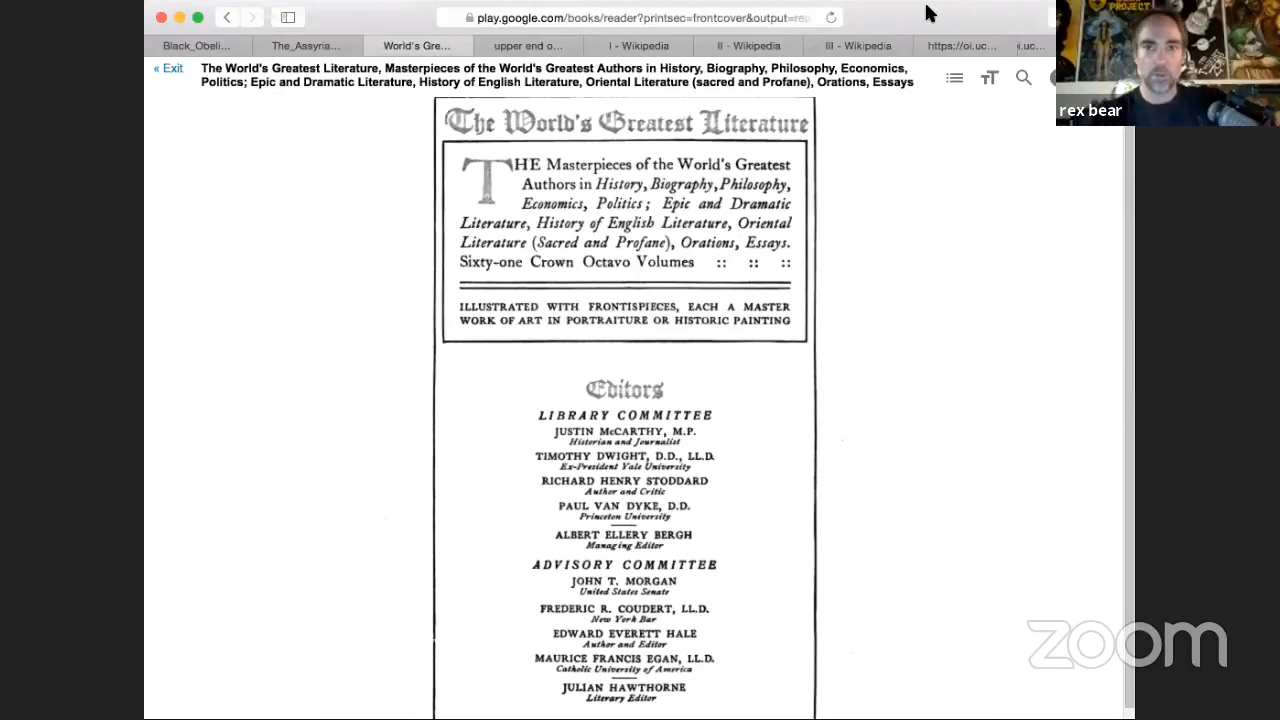 play.google.com/books/reader?printsec=frontcover&output=re
Black_Obeli...
The_Assyria...
World's Gre...
upper end o...
I - Wikipedia
II - Wikipedia
III - Wikipedia
https://oi.uc...
ii.uc...
« Exit
The World's Greatest Literature, Masterpieces of the World's Greatest Authors in History, Biography, Philosophy, Economics,
Politics; Epic and Dramatic Literature, History of English Literature, Oriental Literature (sacred and Profane), Orations, Essays
rex bear
PROJECT
The World's Greatest Literature
THE Masterpieces of the World's Greatest
Authors in History, Biography, Philosophy,
Economics, Politics; Epic and Dramatic
Literature, History of English Literature, Oriental
Literature (Sacred and Profane), Orations, Essays.
Sixty-one Crown Octavo Volumes :: :: ::
ILLUSTRATED WITH FRONTISPIECES, EACH A MASTER
WORK OF ART IN PORTRAITURE OR HISTORIC PAINTING
Editors
LIBRARY COMMITTEE
JUSTIN McCARTHY, M.P.
Historian and Journalist
TIMOTHY DWIGHT, D.D., LL.D.
Ex-President Yale University
RICHARD HENRY STODDARD
Author and Critic
PAUL VAN DYKE, D.D.
Princeton University
ALBERT ELLERY BERGH
Managing Editor
ADVISORY COMMITTEE
JOHN T. MORGAN
United States Senate
FREDERIC R. COUDERT, LL.D.
New York Bar
EDWARD EVERETT HALE
Author and Editor
MAURICE FRANCIS EGAN, LL.D.
Catholic University of America
JULIAN HAWTHORNE
Literary Editor
zoom